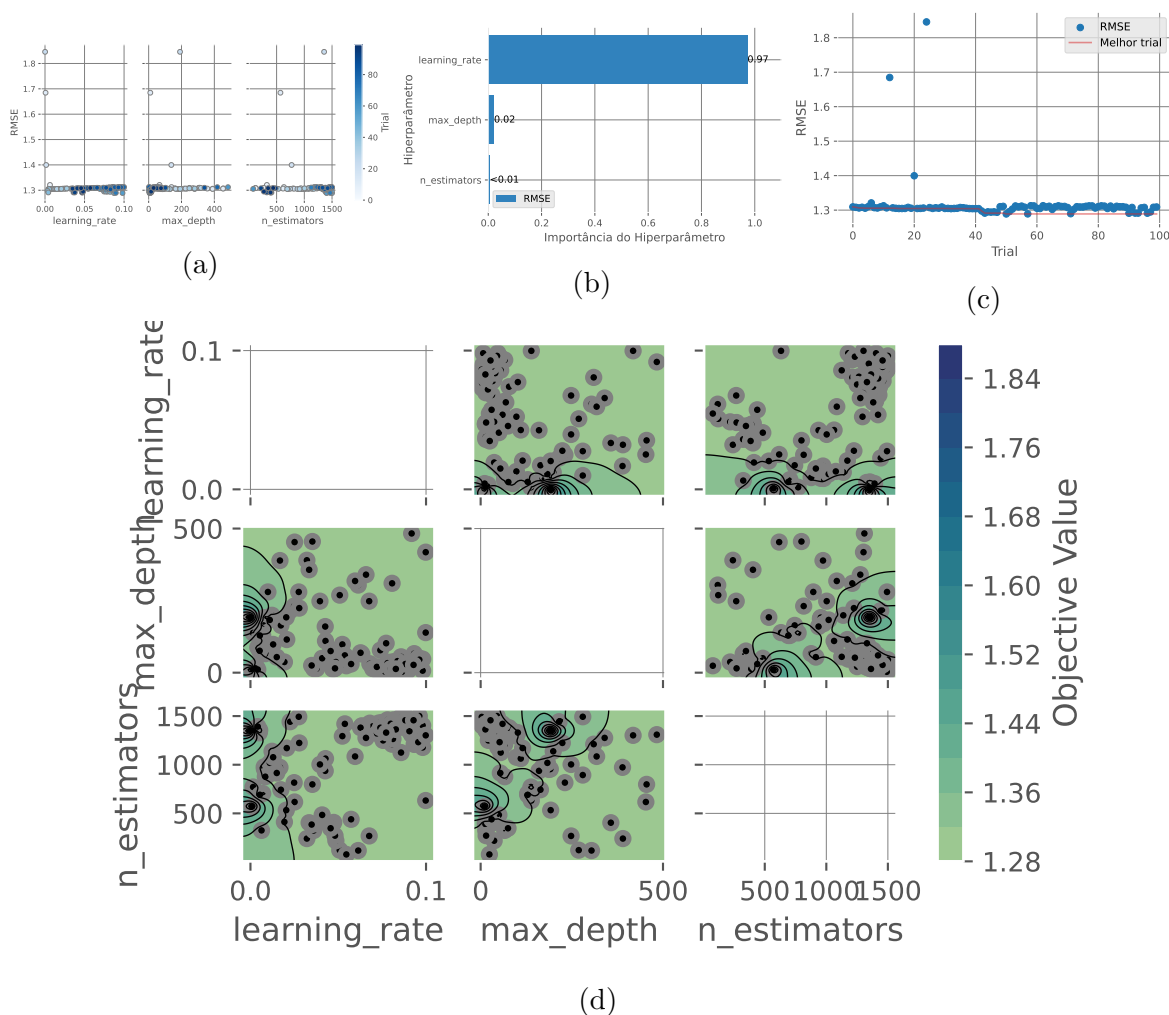 RMSE
1.8
1.7
1.6
1.5
1.4
1.3
0.00 0.05 0.10
learning_rate
0 200 400
max_depth
500 1000 1500
n_estimators
80
60
40
20
0
Trial
(a)
Hiperparâmetro
learning_rate
max_depth
n_estimators
0.97
0.02
<0.01
RMSE
0.0 0.2 0.4 0.6 0.8 1.0
Importância do Hiperparâmetro
(b)
RMSE
1.8
1.7
1.6
1.5
1.4
1.3
RMSE
Melhor trial
0 20 40 60 80 100
Trial
(c)
learning_rate
0.1
0.0
max_depth
500
0
n_estimators
1500
1000
500
0.0 0.1
learning_rate
0 500
max_depth
500 1000 1500
n_estimators
1.84
1.76
1.68
1.60
1.52
1.44
1.36
1.28
Objective Value
(d)